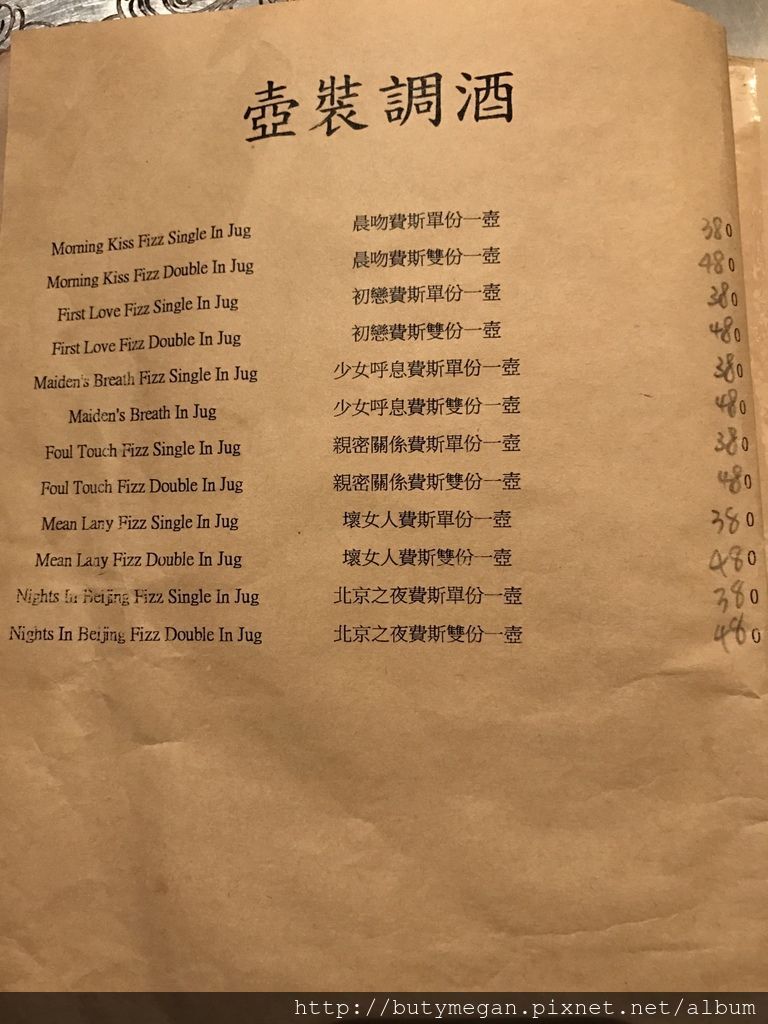 壺裝調酒
Morning Kiss Fizz Single In Jug 晨吻費斯單份一壺 380
Morning Kiss Fizz Double In Jug 晨吻費斯雙份一壺 480
First Love Fizz Single In Jug 初戀費斯單份一壺 380
First Love Fizz Double In Jug 初戀費斯雙份一壺 480
Maiden's Breath Fizz Single In Jug 少女呼息費斯單份一壺 380
Maiden's Breath In Jug 少女呼息費斯雙份一壺 480
Foul Touch Fizz Single In Jug 親密關係費斯單份一壺 380
Foul Touch Fizz Double In Jug 親密關係費斯雙份一壺 480
Mean Lany Fizz Single In Jug 壞女人費斯單份一壺 380
Mean Lany Fizz Double In Jug 壞女人費斯雙份一壺 480
Nights In Beijing Fizz Single In Jug 北京之夜費斯單份一壺 380
Nights In Beijing Fizz Double In Jug 北京之夜費斯雙份一壺 480
http://butymegan.pixnet.net/album